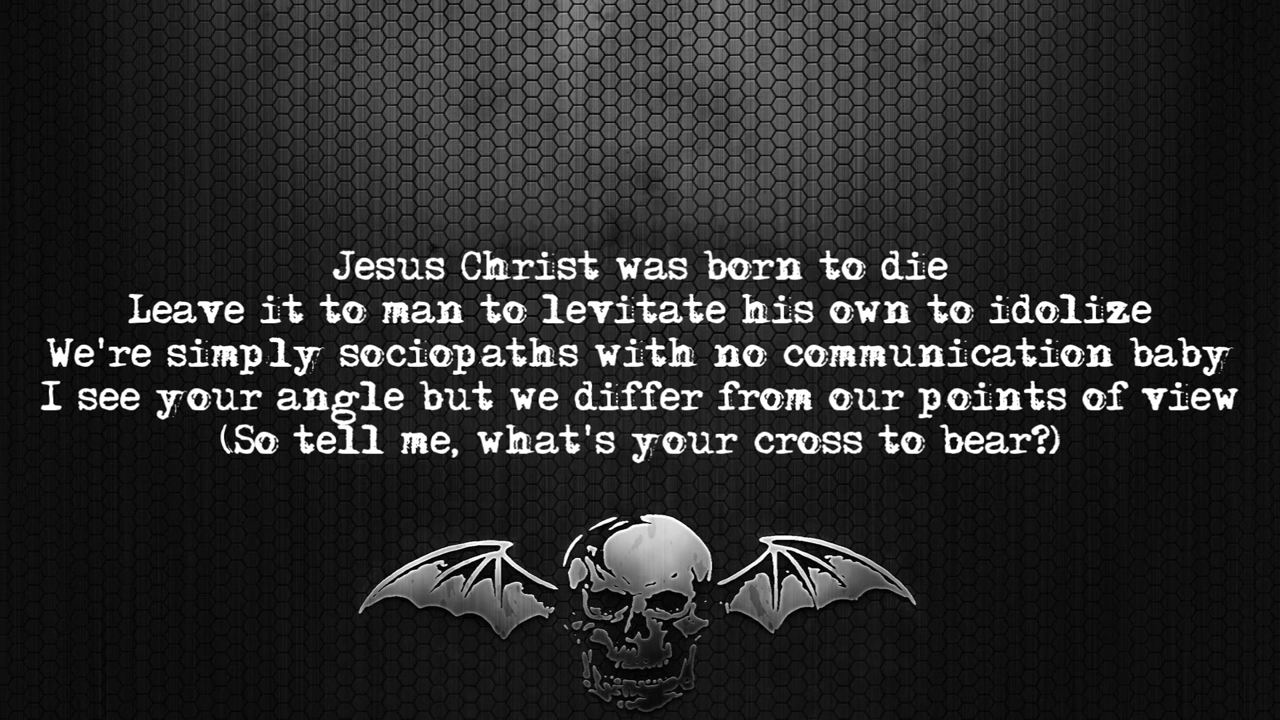 Jesus Christ was born to die
Leave it to man to levitate his own to idolize
We're simply sociopaths with no communication baby
I see your angle but we differ from our points of view
(So tell me, what's your cross to bear?)